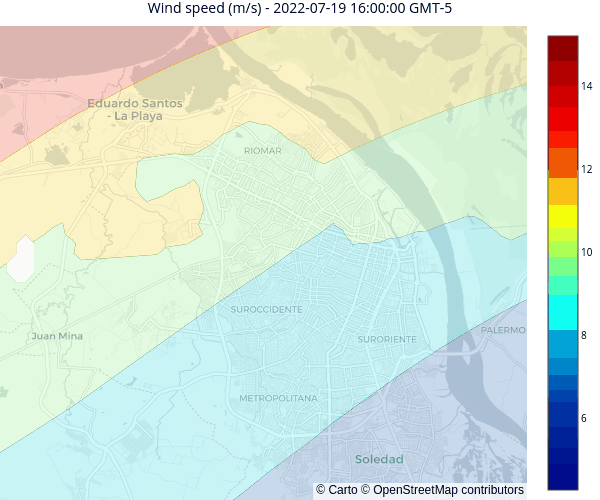 Wind speed (m/s) - 2022-07-19 16:00:00 GMT-5
14
Eduardo Santos
- La Playa
RIOMAR
12
10
SUROCCIDENTE
PALERMO
Juan Mina
SURORIENTE
8
METROPOLITANA
6
Soledad
© Carto © OpenStreetMap contributors